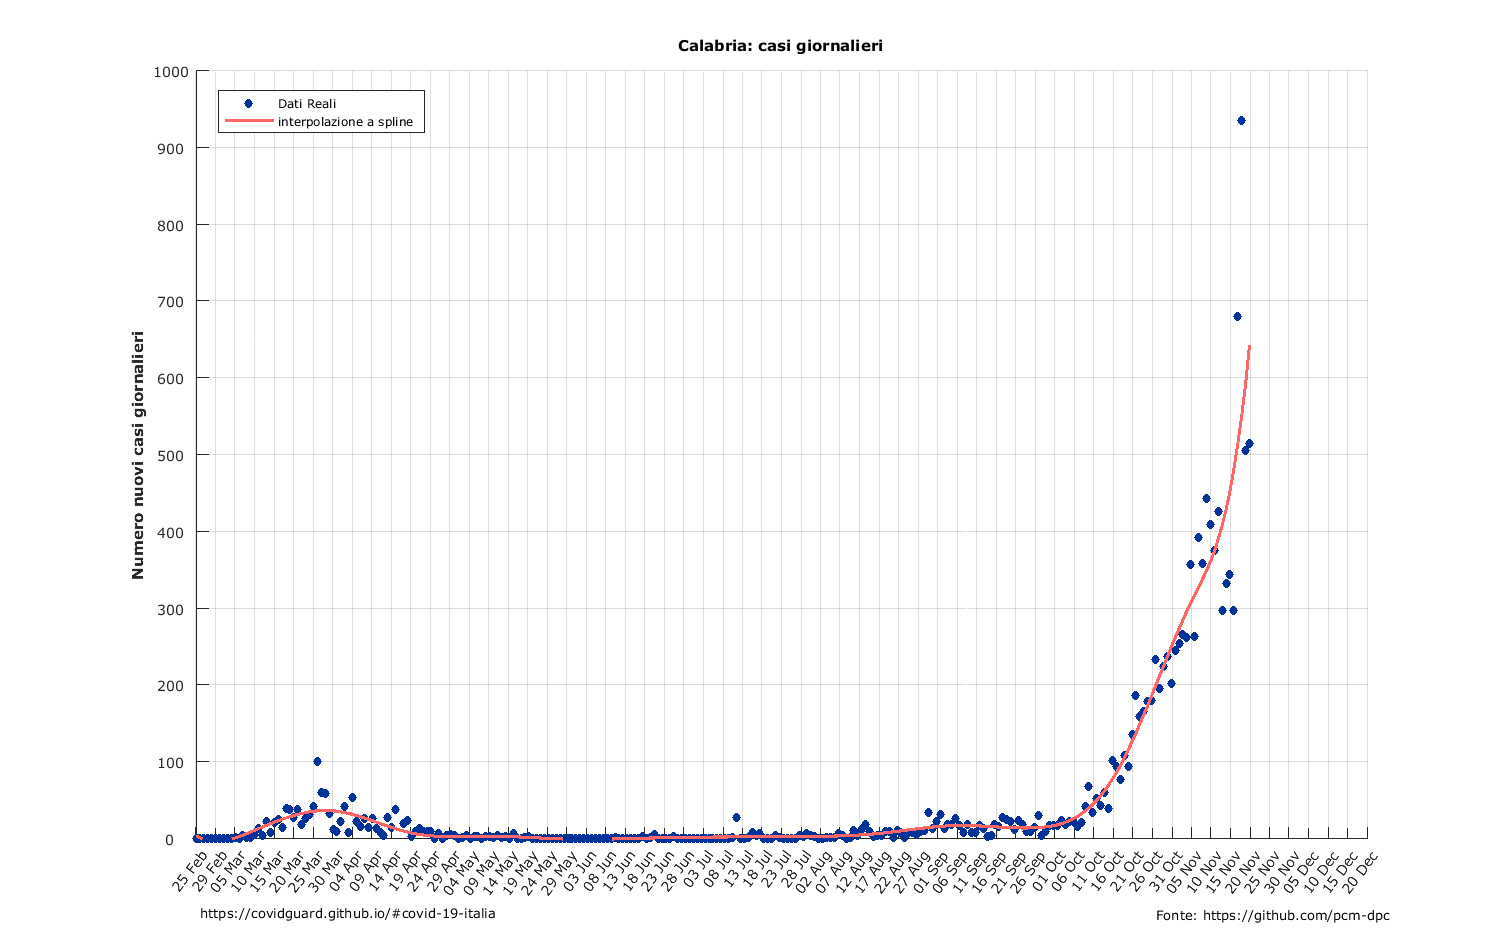 Calabria: casi giornalieri
Dati Reali
interpolazione a spline
Numero nuovi casi giornalieri
1000
900
800
700
600
500
400
300
200
100
0
25 Feb
29 Feb
05 Mar
10 Mar
15 Mar
20 Mar
25 Mar
30 Mar
04 Apr
09 Apr
14 Apr
19 Apr
24 Apr
29 Apr
04 May
09 May
14 May
19 May
24 May
29 May
03 Jun
08 Jun
13 Jun
18 Jun
23 Jun
28 Jun
03 Jul
08 Jul
13 Jul
18 Jul
23 Jul
28 Jul
02 Aug
07 Aug
12 Aug
17 Aug
22 Aug
27 Aug
01 Sep
06 Sep
11 Sep
16 Sep
21 Sep
26 Sep
01 Oct
06 Oct
11 Oct
16 Oct
21 Oct
26 Oct
31 Oct
05 Nov
10 Nov
15 Nov
20 Nov
25 Nov
30 Nov
05 Dec
10 Dec
15 Dec
20 Dec
https://covidguard.github.io/#covid-19-italia
Fonte: https://github.com/pcm-dpc